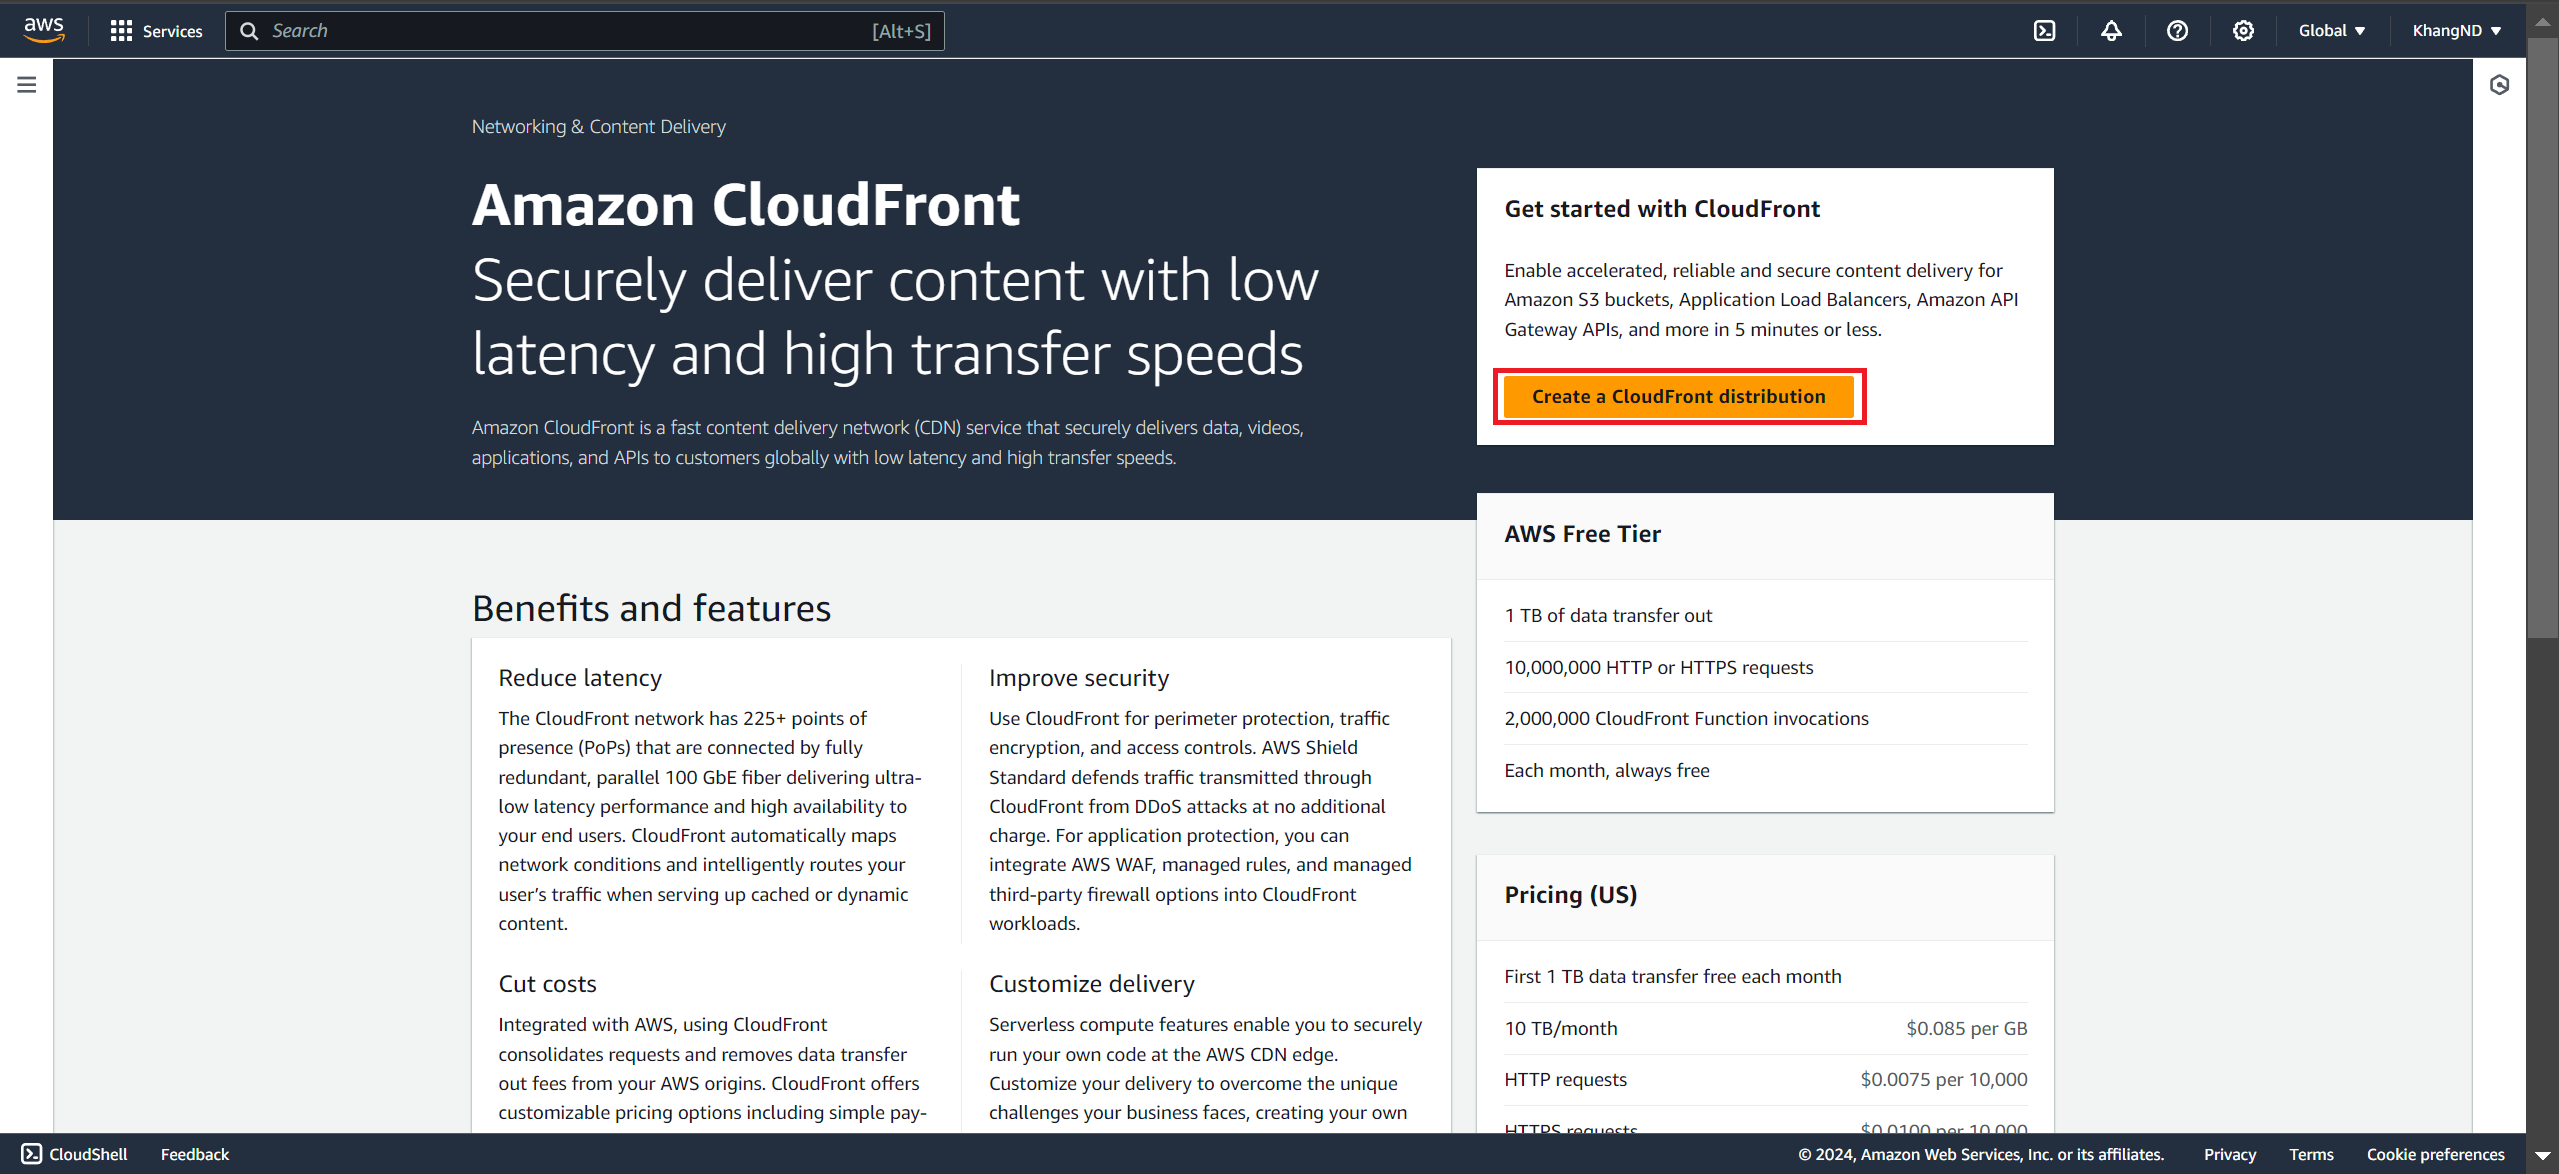 aws
Services
Search
[Alt+S]
Global
KhangND
Networking & Content Delivery
Amazon CloudFront
Securely deliver content with low
latency and high transfer speeds
Amazon CloudFront is a fast content delivery network (CDN) service that securely delivers data, videos,
applications, and APIs to customers globally with low latency and high transfer speeds.
Get started with CloudFront
Enable accelerated, reliable and secure content delivery for
Amazon S3 buckets, Application Load Balancers, Amazon API
Gateway APIs, and more in 5 minutes or less.
Create a CloudFront distribution
AWS Free Tier
1 TB of data transfer out
10,000,000 HTTP or HTTPS requests
2,000,000 CloudFront Function invocations
Each month, always free
Benefits and features
Reduce latency
The CloudFront network has 225+ points of
presence (PoPs) that are connected by fully
redundant, parallel 100 GbE fiber delivering ultra-
low latency performance and high availability to
your end users. CloudFront automatically maps
network conditions and intelligently routes your
user’s traffic when serving up cached or dynamic
content.
Improve security
Use CloudFront for perimeter protection, traffic
encryption, and access controls. AWS Shield
Standard defends traffic transmitted through
CloudFront from DDoS attacks at no additional
charge. For application protection, you can
integrate AWS WAF, managed rules, and managed
third-party firewall options into CloudFront
workloads.
Cut costs
Integrated with AWS, using CloudFront
consolidates requests and removes data transfer
out fees from your AWS origins. CloudFront offers
customizable pricing options including simple pay-
Customize delivery
Serverless compute features enable you to securely
run your own code at the AWS CDN edge.
Customize your delivery to overcome the unique
challenges your business faces, creating your own
Pricing (US)
First 1 TB data transfer free each month
10 TB/month $0.085 per GB
HTTP requests $0.0075 per 10,000
HTTPS requests $0.0100 per 10,000
CloudShell
Feedback
© 2024, Amazon Web Services, Inc. or its affiliates.
Privacy
Terms
Cookie preferences